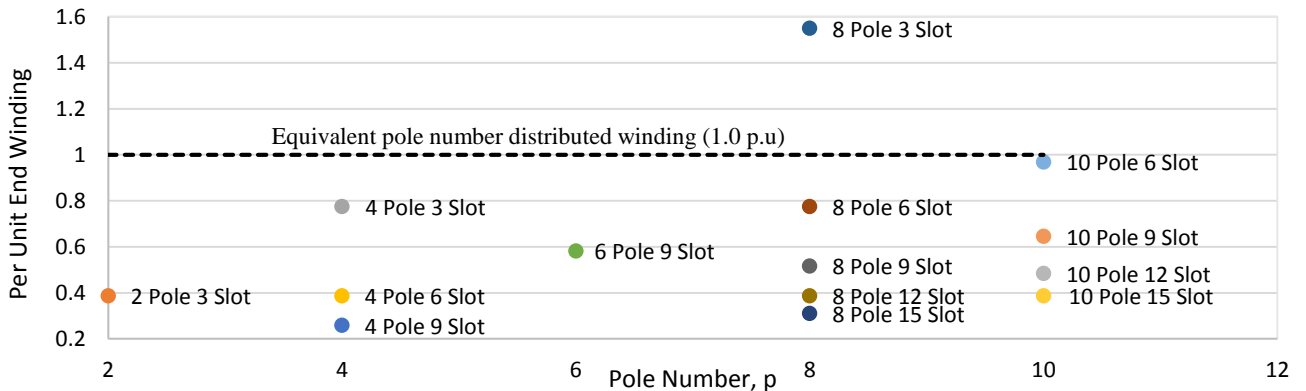 1.6
8 Pole 3 Slot
1.4
1.2
Equivalent pole number distributed winding (1.0 p.u)
1
10 Pole 6 Slot
0.8
4 Pole 3 Slot
8 Pole 6 Slot
10 Pole 9 Slot
0.6
6 Pole 9 Slot
8 Pole 9 Slot
10 Pole 12 Slot
0.4
2 Pole 3 Slot
4 Pole 6 Slot
8 Pole 12 Slot
10 Pole 15 Slot
4 Pole 9 Slot
8 Pole 15 Slot
0.2
2
4
6
8
10
12
Pole Number, p
Per Unit End Winding